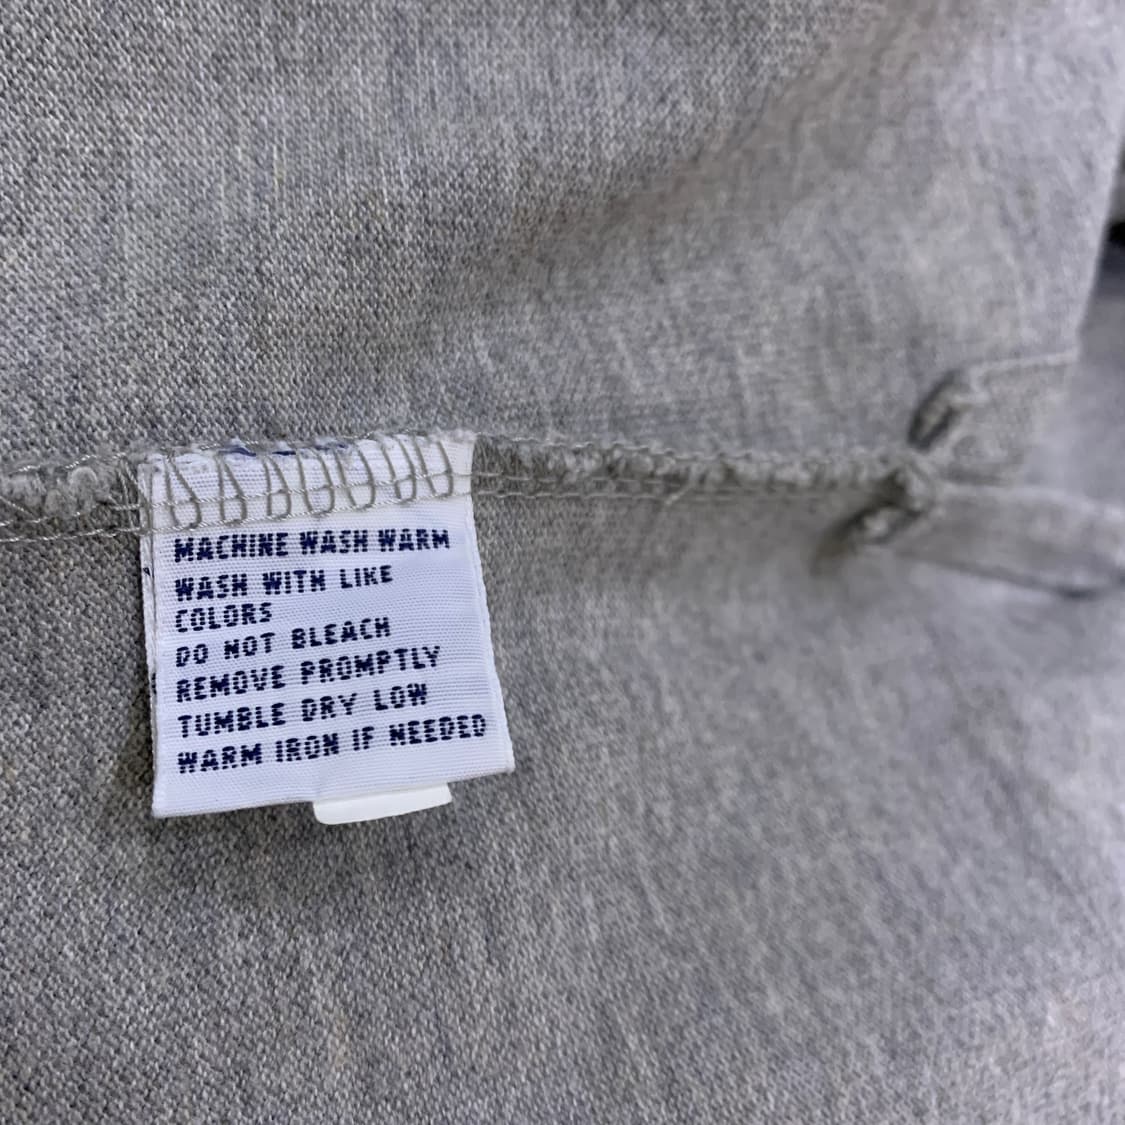 MACHINE WASH WARM
WASH WITH LIKE
COLORS
DO NOT BLEACH
REMOVE PROMPTLY
TUMBLE DRY LOW
WARM IRON IF NEEDED